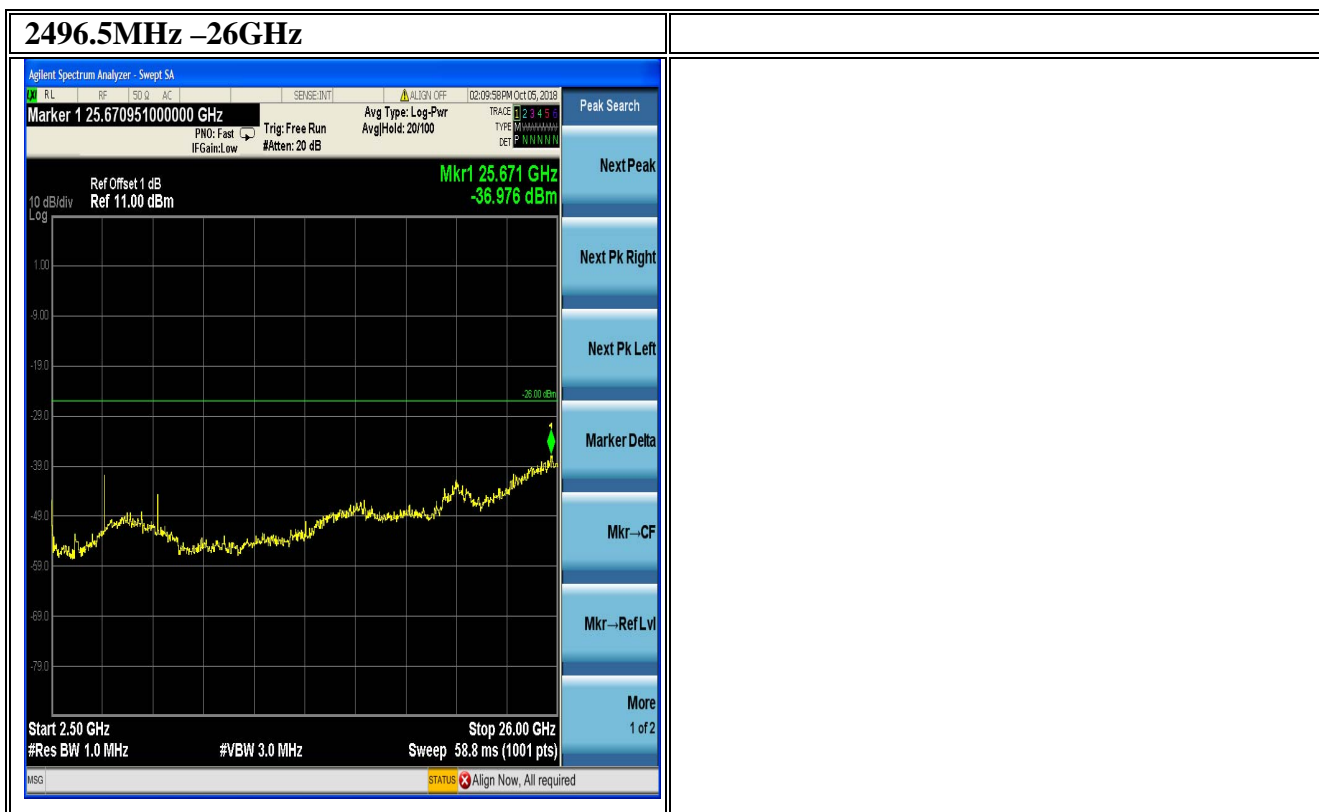 2496.5MHz –26GHz
Agilent Spectrum Analyzer - Swept SA
LXI RL RF 50 Ω AC SENSE:INT ALIGN OFF 02:09:58PM Oct 05, 2018
Marker 1 25.670951000000 GHz
PNO: Fast
IFGain:Low
Trig: Free Run
#Atten: 20 dB
Avg Type: Log-Pwr
Avg|Hold: 20/100
TRACE 1 2 3 4 5 6
TYPE M
DET P N N N N N
Mkr1 25.671 GHz
-36.976 dBm
Ref Offset 1 dB
10 dB/div Ref 11.00 dBm
Log
1.00
-9.00
-19.0
-26.00 dBm
-29.0
1
-39.0
-49.0
-59.0
-69.0
-79.0
Start 2.50 GHz Stop 26.00 GHz
#Res BW 1.0 MHz #VBW 3.0 MHz Sweep 58.8 ms (1001 pts)
MSG STATUS Align Now, All required
Peak Search
Next Peak
Next Pk Right
Next Pk Left
Marker Delta
Mkr→CF
Mkr→Ref Lvl
More
1 of 2